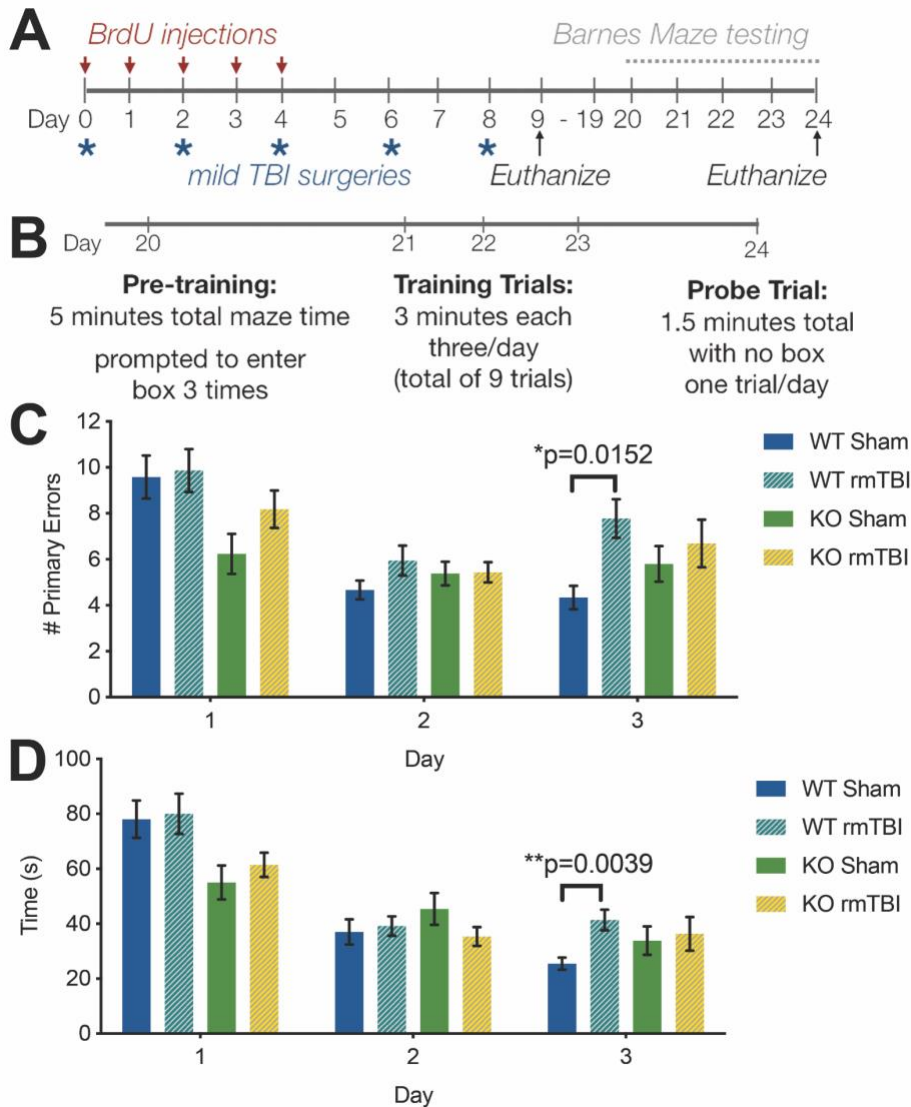 A
BrdU injections
Barnes Maze testing
Day 0 1 2 3 4 5 6 7 8 9 - 19 20 21 22 23 24
* * * * *
mild TBI surgeries
Euthanize
Euthanize
B
Day 20 21 22 23 24
Pre-training:
5 minutes total maze time
prompted to enter
box 3 times
Training Trials:
3 minutes each
three/day
(total of 9 trials)
Probe Trial:
1.5 minutes total
with no box
one trial/day
C
# Primary Errors
12
10
8
6
4
2
0
*p=0.0152
1 2 3
Day
WT Sham
WT rmTBI
KO Sham
KO rmTBI
D
Time (s)
100
80
60
40
20
0
**p=0.0039
1 2 3
Day
WT Sham
WT rmTBI
KO Sham
KO rmTBI